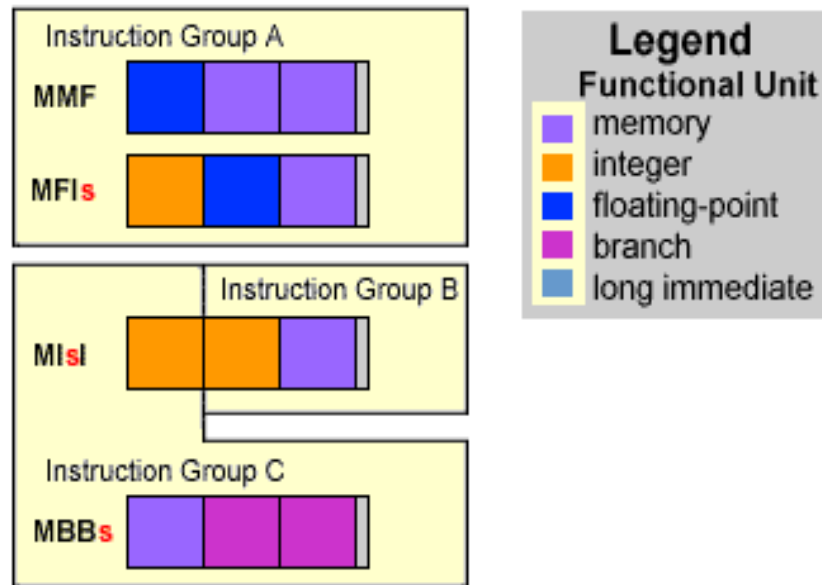 Instruction Group A
MMF
MFIs
Instruction Group B
MIsI
Instruction Group C
MBBs
Legend
Functional Unit
memory
integer
floating-point
branch
long immediate